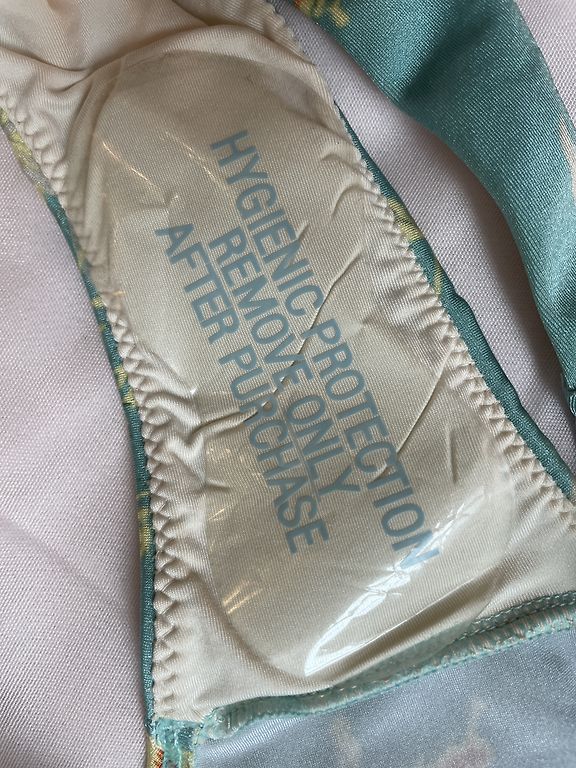 HYGIENIC PROTECTION
REMOVE ONLY
AFTER PURCHASE